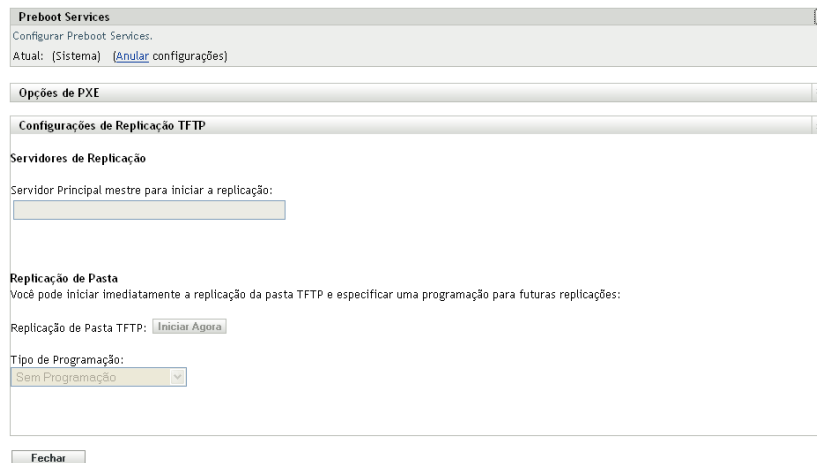 Preboot Services
Configurar Preboot Services.
Atual: (Sistema) (Anular configurações)
Opções de PXE
Configurações de Replicação TFTP
Servidores de Replicação
Servidor Principal mestre para iniciar a replicação:
Replicação de Pasta
Você pode iniciar imediatamente a replicação da pasta TFTP e especificar uma programação para futuras replicações:
Replicação de Pasta TFTP: Iniciar Agora
Tipo de Programação:
Sem Programação
Fechar